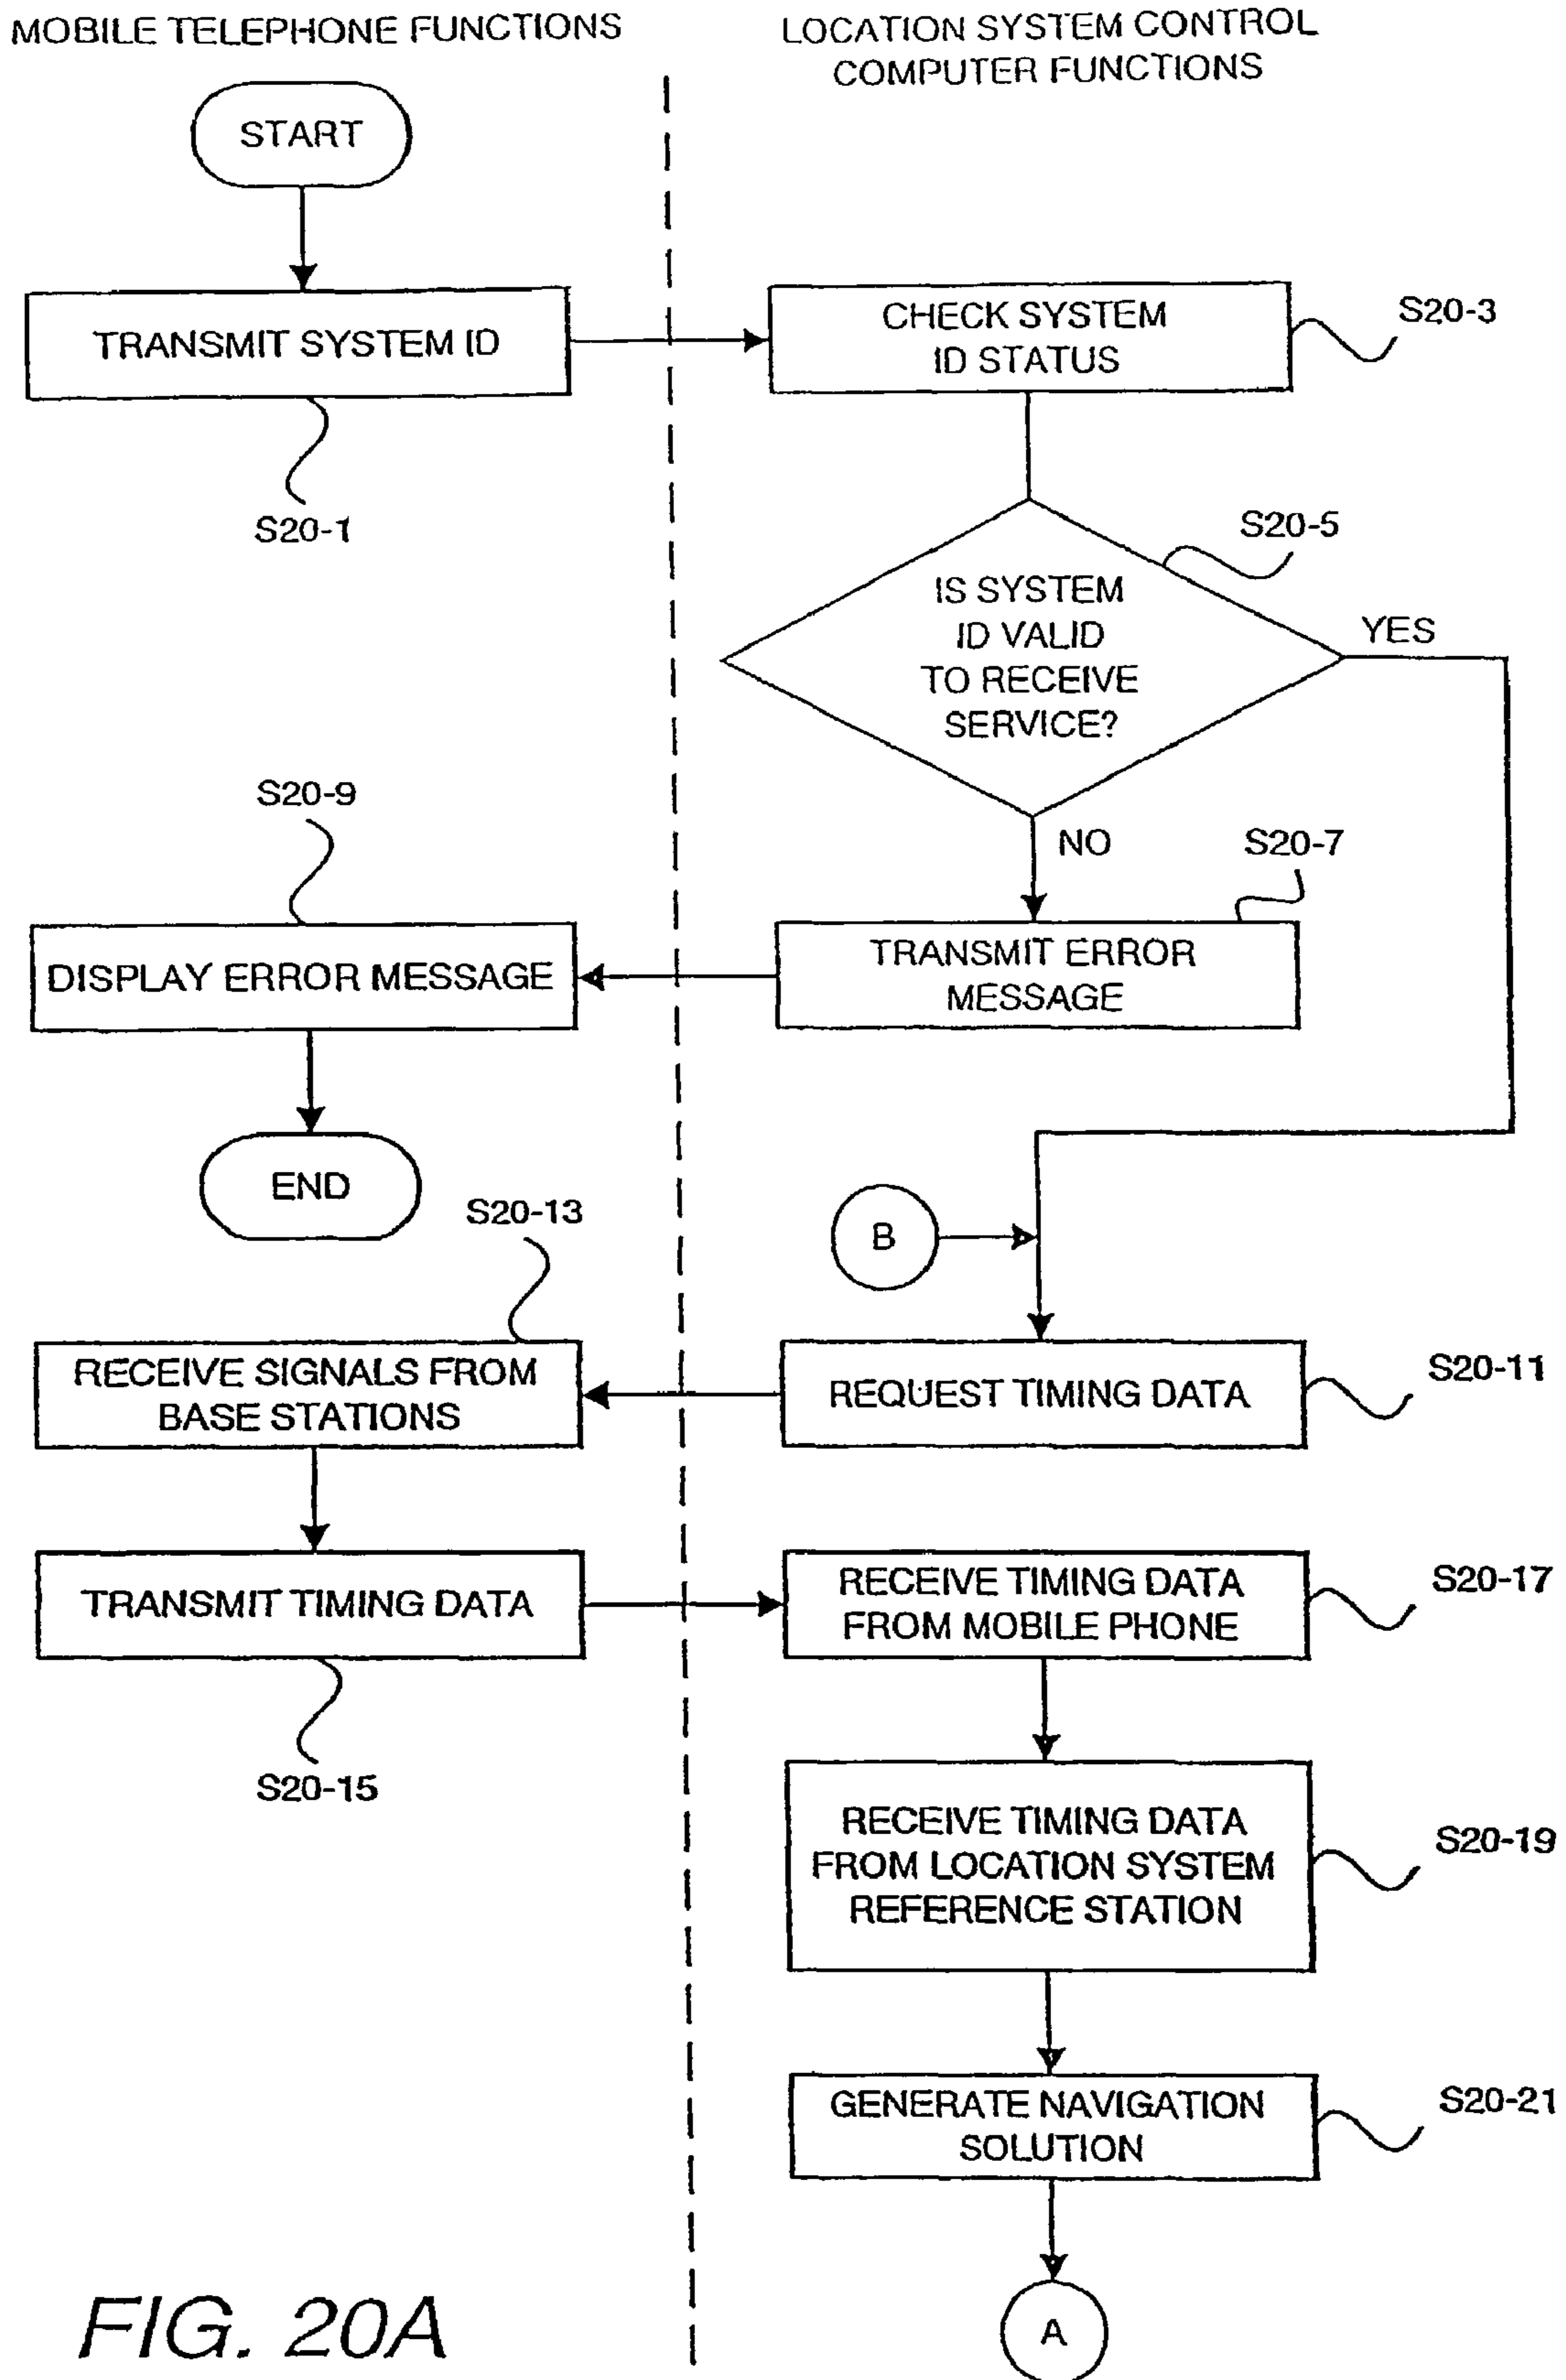 MOBILE TELEPHONE FUNCTIONS
LOCATION SYSTEM CONTROL
COMPUTER FUNCTIONS
START
TRANSMIT SYSTEM ID
S20-1
CHECK SYSTEM
ID STATUS
S20-3
S20-5
IS SYSTEM
ID VALID
TO RECEIVE
SERVICE?
YES
NO
S20-7
TRANSMIT ERROR
MESSAGE
S20-9
DISPLAY ERROR MESSAGE
END
B
S20-13
RECEIVE SIGNALS FROM
BASE STATIONS
REQUEST TIMING DATA
S20-11
TRANSMIT TIMING DATA
S20-15
RECEIVE TIMING DATA
FROM MOBILE PHONE
S20-17
RECEIVE TIMING DATA
FROM LOCATION SYSTEM
REFERENCE STATION
S20-19
GENERATE NAVIGATION
SOLUTION
S20-21
A
FIG. 20A